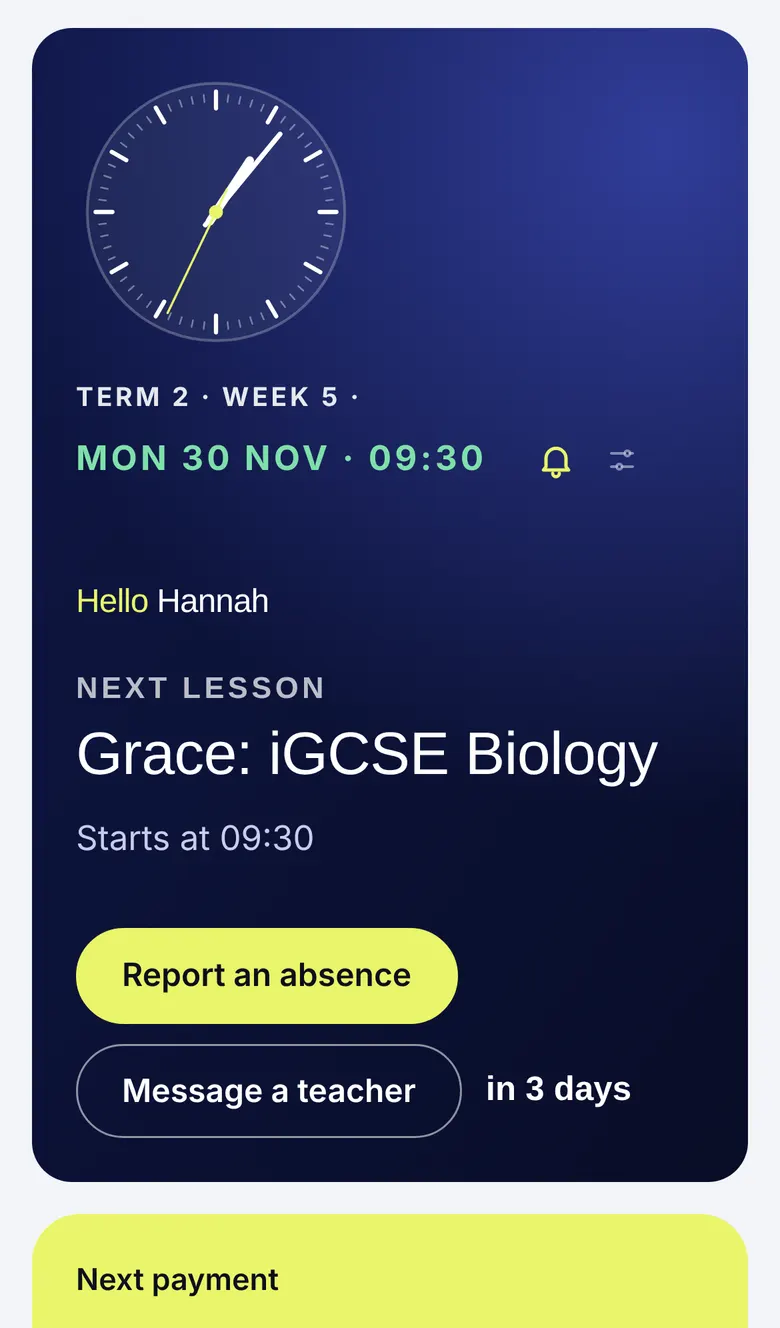 TERM 2 · WEEK 5 ·
MON 30 NOV · 09:30
Hello Hannah
NEXT LESSON
Grace: iGCSE Biology
Starts at 09:30
Report an absence
Message a teacher
in 3 days
Next payment